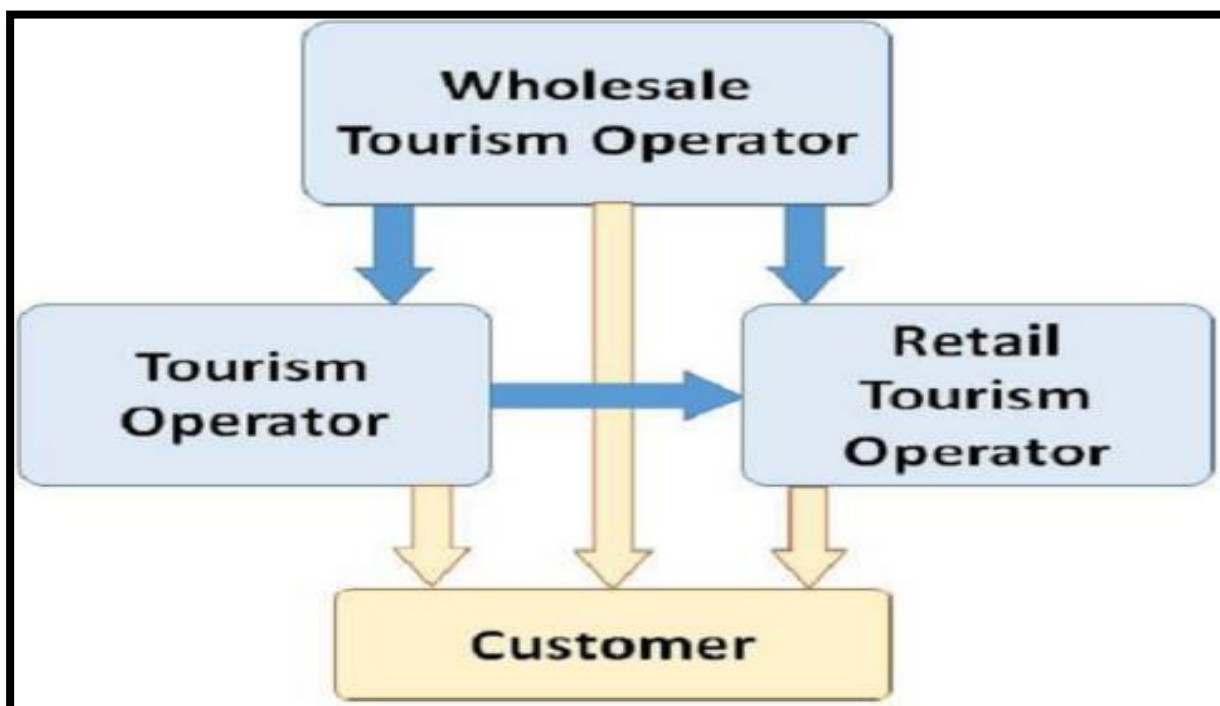 Wholesale
Tourism Operator
Tourism
Operator
Retail
Tourism
Operator
Customer